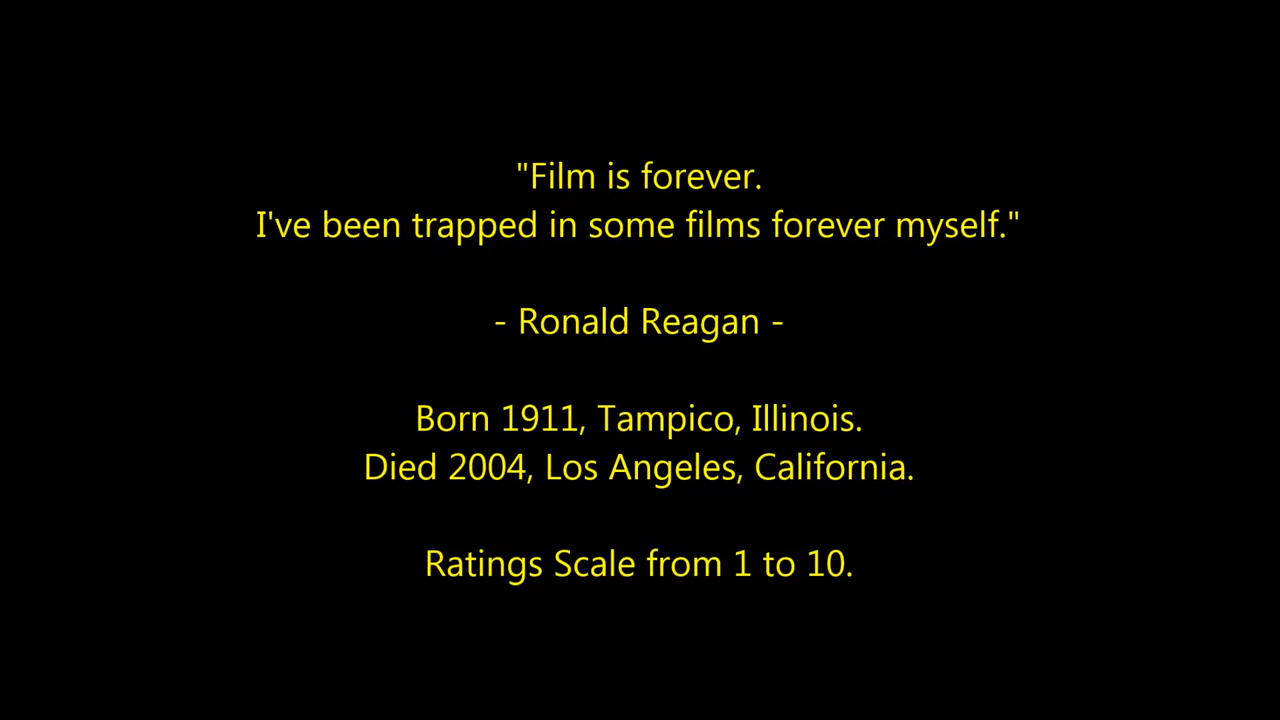 "Film is forever.
I've been trapped in some films forever myself."
- Ronald Reagan -
Born 1911, Tampico, Illinois.
Died 2004, Los Angeles, California.
Ratings Scale from 1 to 10.